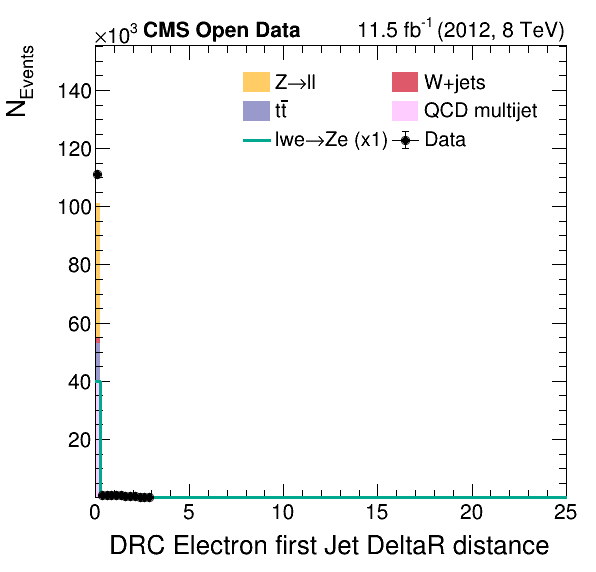 ×10³ CMS Open Data 11.5 fb⁻¹ (2012, 8 TeV)
N_Events
Z→ll W+jets
tt̄ QCD multijet
lwe→Ze (x1) Data
140
120
100
80
60
40
20
0 5 10 15 20 25
DRC Electron first Jet DeltaR distance